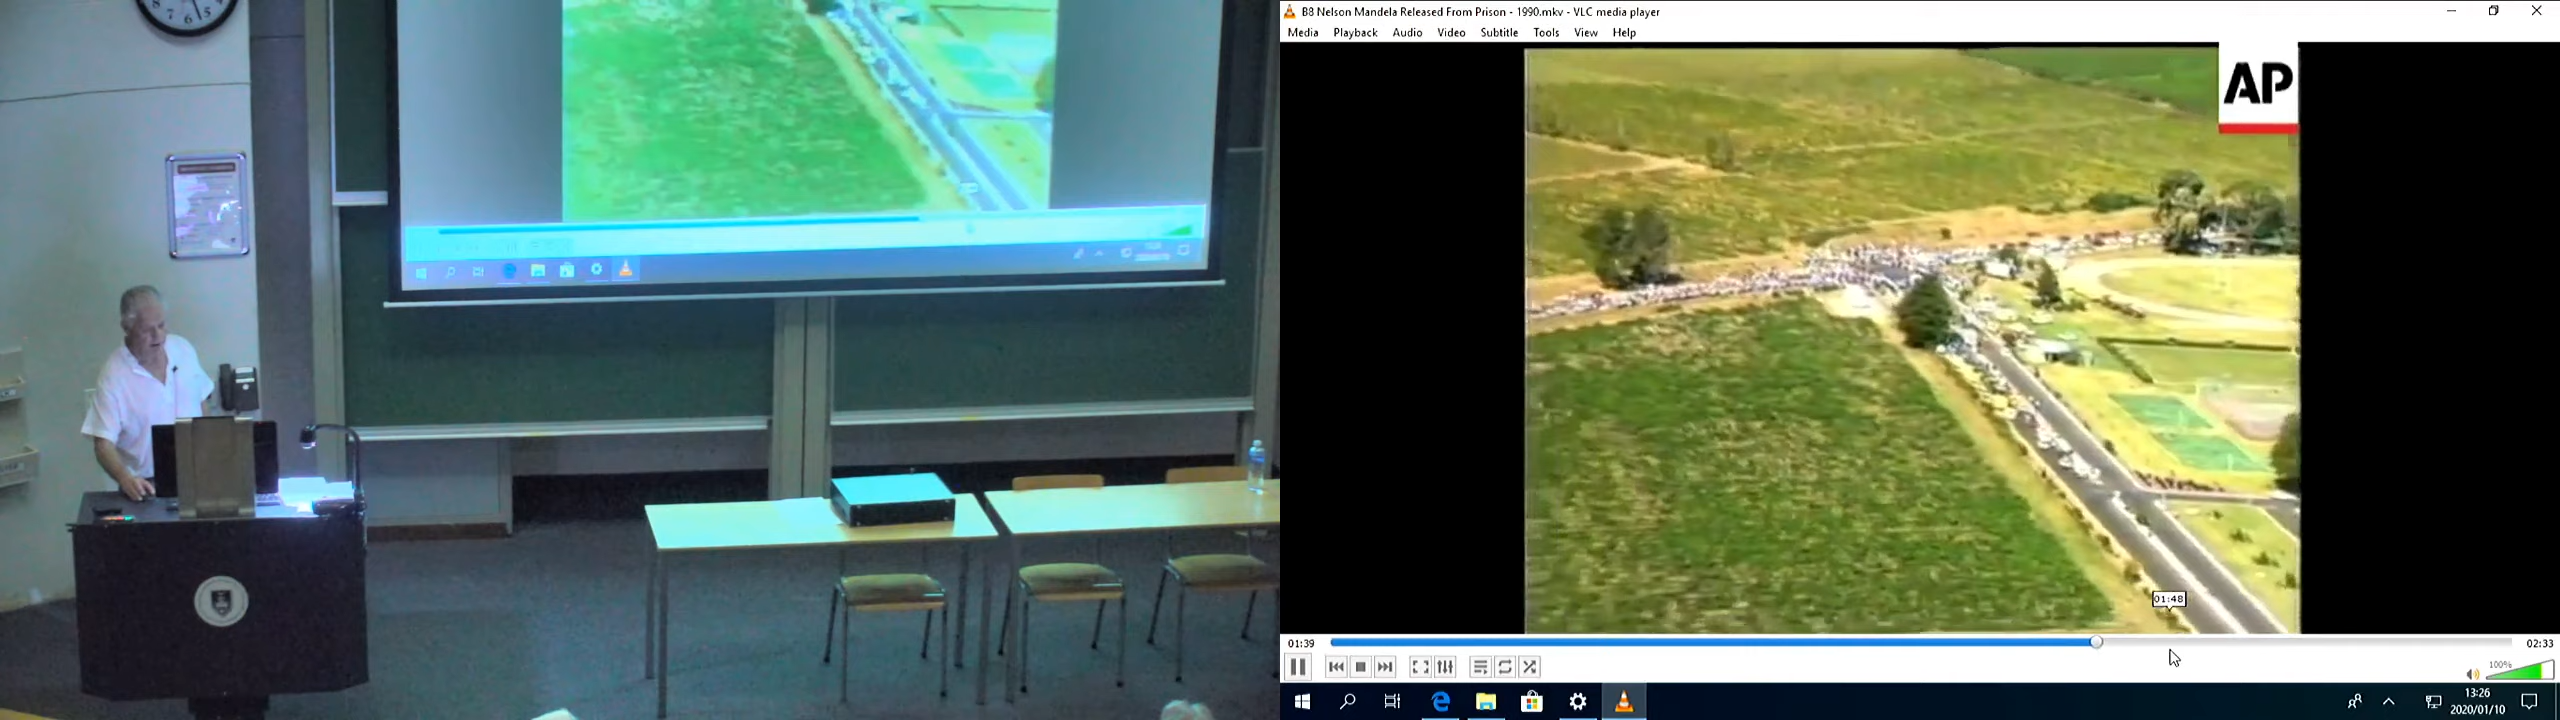 B8 Nelson Mandela Released From Prison - 1990.mkv - VLC media player
Media Playback Audio Video Subtitle Tools View Help
AP
01:48
01:39
02:33
100%
13:26
2020/01/10